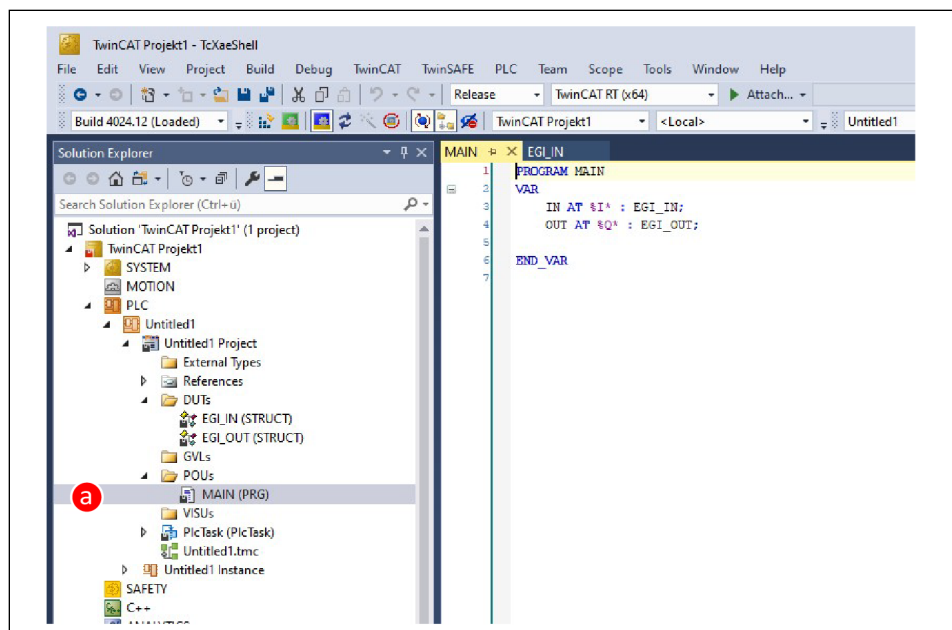 TwinCAT Projekt1 - TcXaeShell
File Edit View Project Build Debug TwinCAT TwinSAFE PLC Team Scope Tools Window Help
Release TwinCAT RT (x64) Attach...
Build 4024.12 (Loaded) TwinCAT Projekt1 <Local> Untitled1
Solution Explorer
Search Solution Explorer (Ctrl+ü)
Solution 'TwinCAT Projekt1' (1 project)
TwinCAT Projekt1
SYSTEM
MOTION
PLC
Untitled1
Untitled1 Project
External Types
References
DUTs
EGI_IN (STRUCT)
EGI_OUT (STRUCT)
GVLs
POUs
a MAIN (PRG)
VISUs
PlcTask (PlcTask)
Untitled1.tmc
Untitled1 Instance
SAFETY
C++
MAIN EGI_IN
1 PROGRAM MAIN
2 VAR
3 IN AT %I* : EGI_IN;
4 OUT AT %Q* : EGI_OUT;
5
6 END_VAR
7